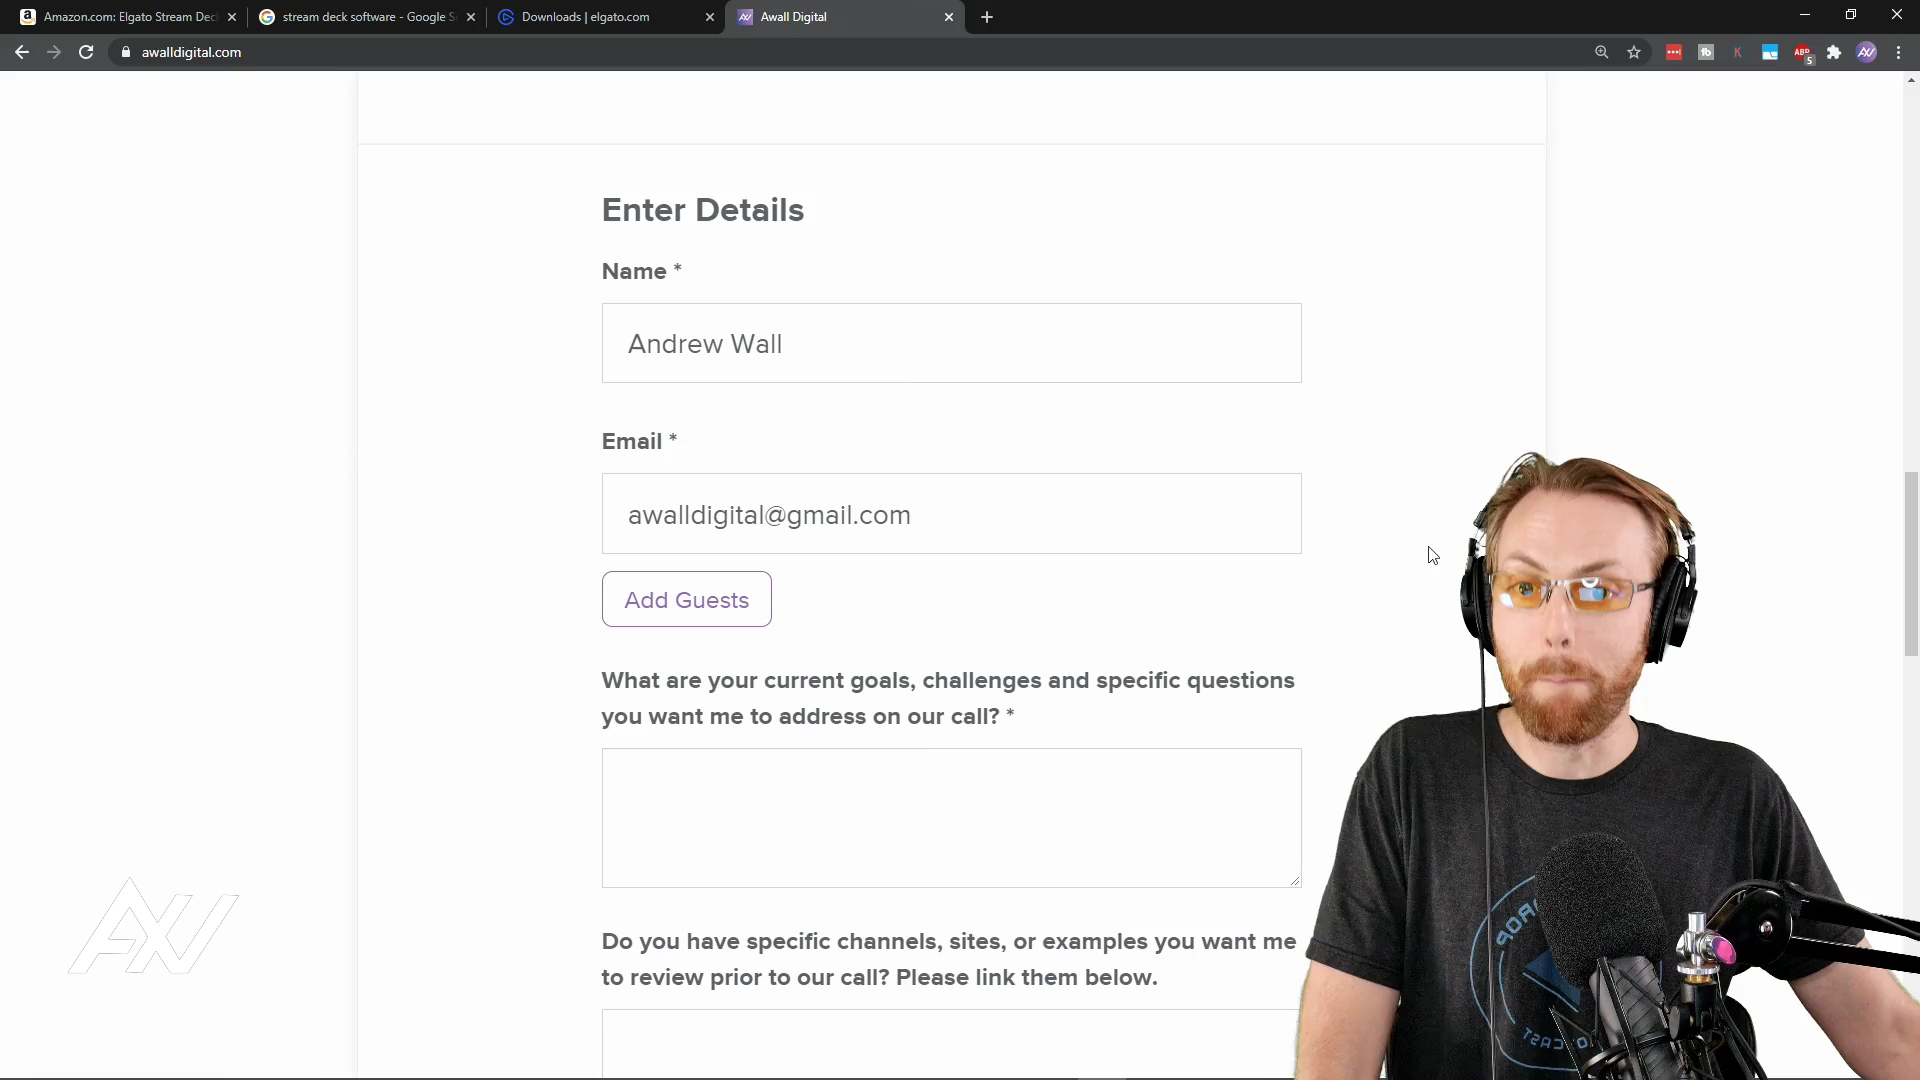 Amazon.com: Elgato Stream Dec
stream deck software - Google S
Downloads | elgato.com
Awall Digital
awalldigital.com
ABP
5
Enter Details
Name *
Andrew Wall
Email *
awalldigital@gmail.com
Add Guests
What are your current goals, challenges and specific questions
you want me to address on our call? *
Do you have specific channels, sites, or examples you want me
to review prior to our call? Please link them below.